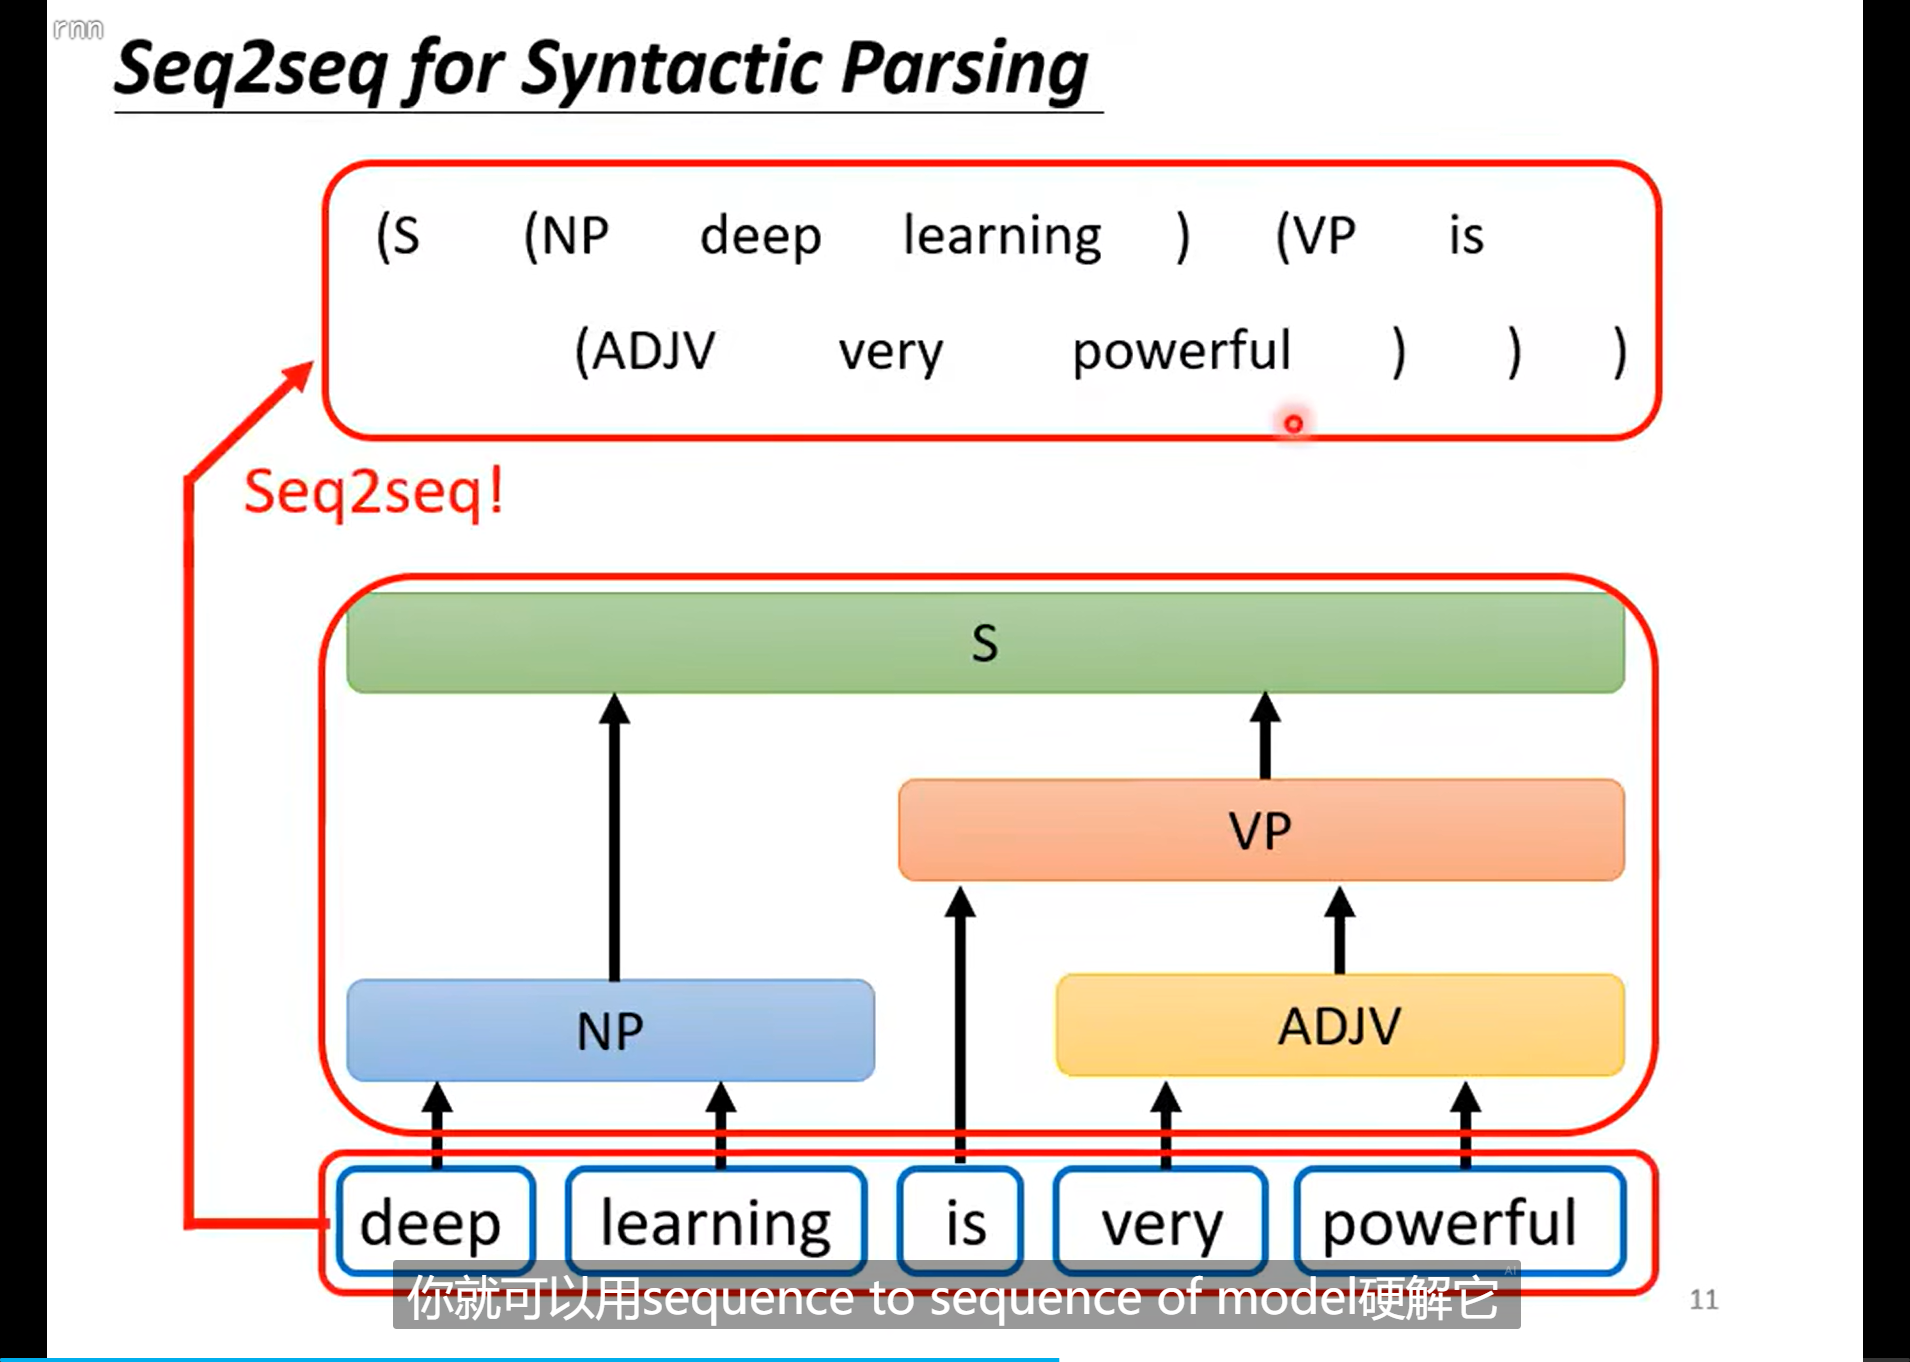 rnn
Seq2seq for Syntactic Parsing
(S (NP deep learning ) (VP is
(ADJV very powerful ) ) )
Seq2seq!
S
VP
NP ADJV
deep learning is very powerful
AI
你就可以用sequence to sequence of model硬解它
11